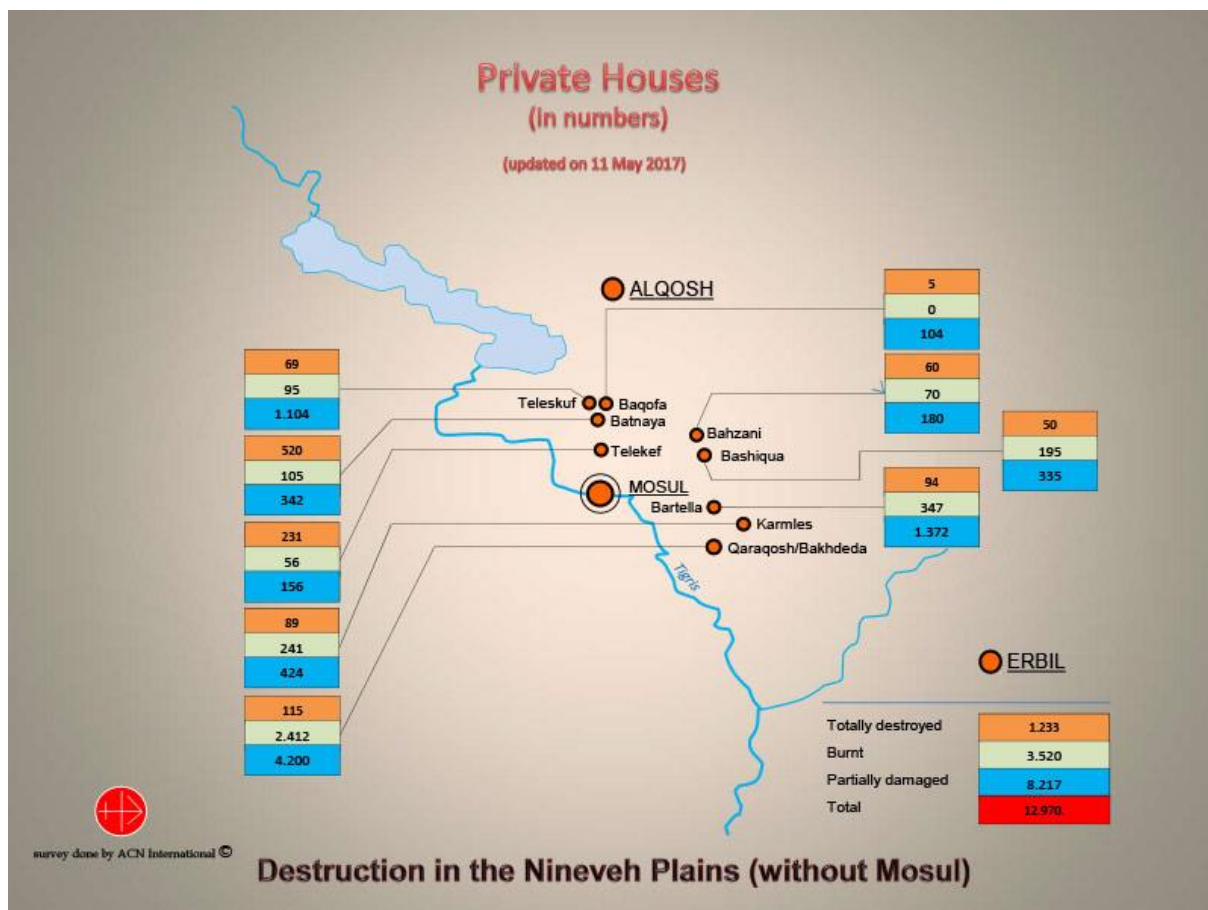 Private Houses
(in numbers)
(updated on 11 May 2017)
ALQOSH
5
0
104
69
95
1.104
60
70
180
Teleskuf
Baqofa
Batnaya
Bahzani
Bashiqua
Telekef
50
195
335
520
105
342
MOSUL
Bartella
Karmles
Qaraqosh/Bakhdeda
94
347
1.372
231
56
156
Tigris
89
241
424
ERBIL
115
2.412
4.200
Totally destroyed 1.233
Burnt 3.520
Partially damaged 8.217
Total 12.970.
survey done by ACN International ©
Destruction in the Nineveh Plains (without Mosul)